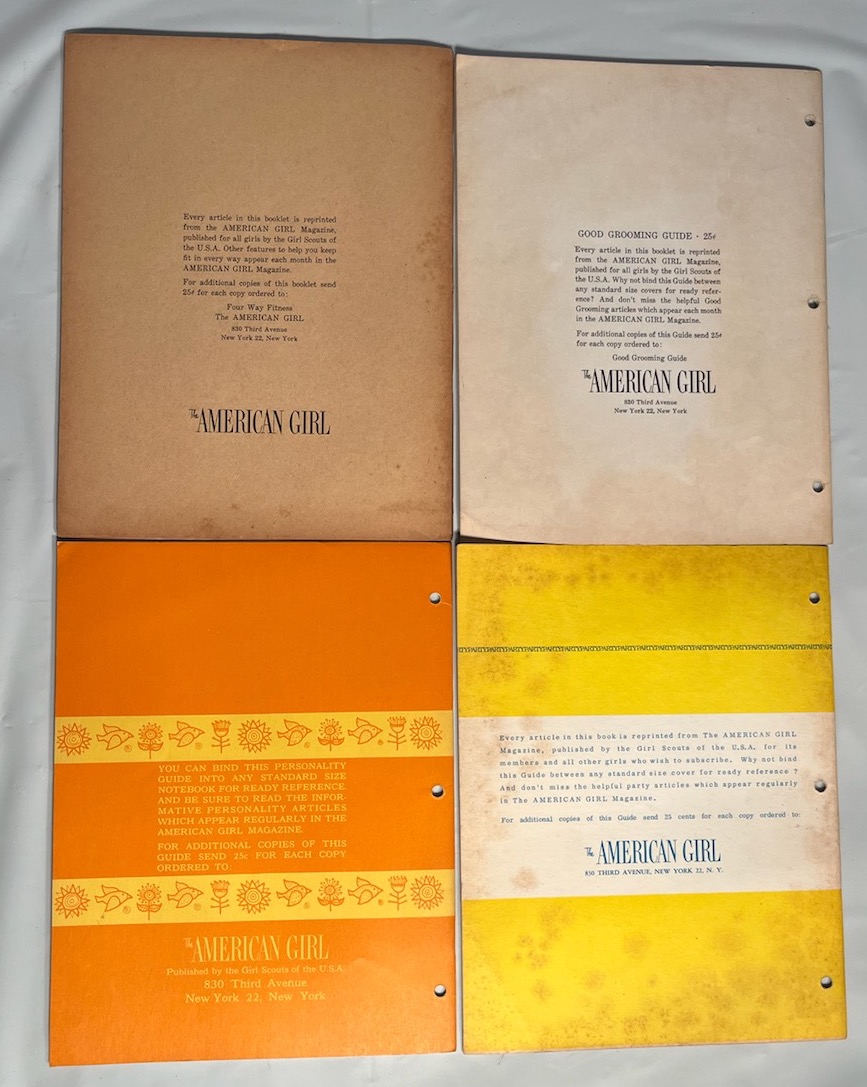 Every article in this booklet is reprinted
from the AMERICAN GIRL Magazine,
published for all girls by the Girl Scouts of
the U.S.A. Other features to help you keep
fit in every way appear each month in the
AMERICAN GIRL Magazine.
For additional copies of this booklet send
25¢ for each copy ordered to:
Four Way Fitness
The AMERICAN GIRL
830 Third Avenue
New York 22, New York
The AMERICAN GIRL
GOOD GROOMING GUIDE · 25¢
Every article in this booklet is reprinted
from the AMERICAN GIRL Magazine,
published for all girls by the Girl Scouts of
the U.S.A. Why not bind this Guide between
any standard size covers for ready refer-
ence? And don't miss the helpful Good
Grooming articles which appear each month
in the AMERICAN GIRL Magazine.
For additional copies of this Guide send 25¢
for each copy ordered to:
Good Grooming Guide
The AMERICAN GIRL
830 Third Avenue
New York 22, New York
YOU CAN BIND THIS PERSONALITY
GUIDE INTO ANY STANDARD SIZE
NOTEBOOK FOR READY REFERENCE.
AND BE SURE TO READ THE INFOR-
MATIVE PERSONALITY ARTICLES
WHICH APPEAR REGULARLY IN THE
AMERICAN GIRL MAGAZINE.
FOR ADDITIONAL COPIES OF THIS
GUIDE SEND 25c FOR EACH COPY
ORDERED TO:
The AMERICAN GIRL
Published by the Girl Scouts of the U.S.A.
830 Third Avenue
New York 22, New York
Every article in this book is reprinted from The AMERICAN GIRL
Magazine, published by the Girl Scouts of the U.S.A. for its
members and all other girls who wish to subscribe. Why not bind
this Guide between any standard size cover for ready reference ?
And don't miss the helpful party articles which appear regularly
in The AMERICAN GIRL Magazine.
For additional copies of this Guide send 25 cents for each copy ordered to:
The AMERICAN GIRL
830 THIRD AVENUE, NEW YORK 22, N. Y.